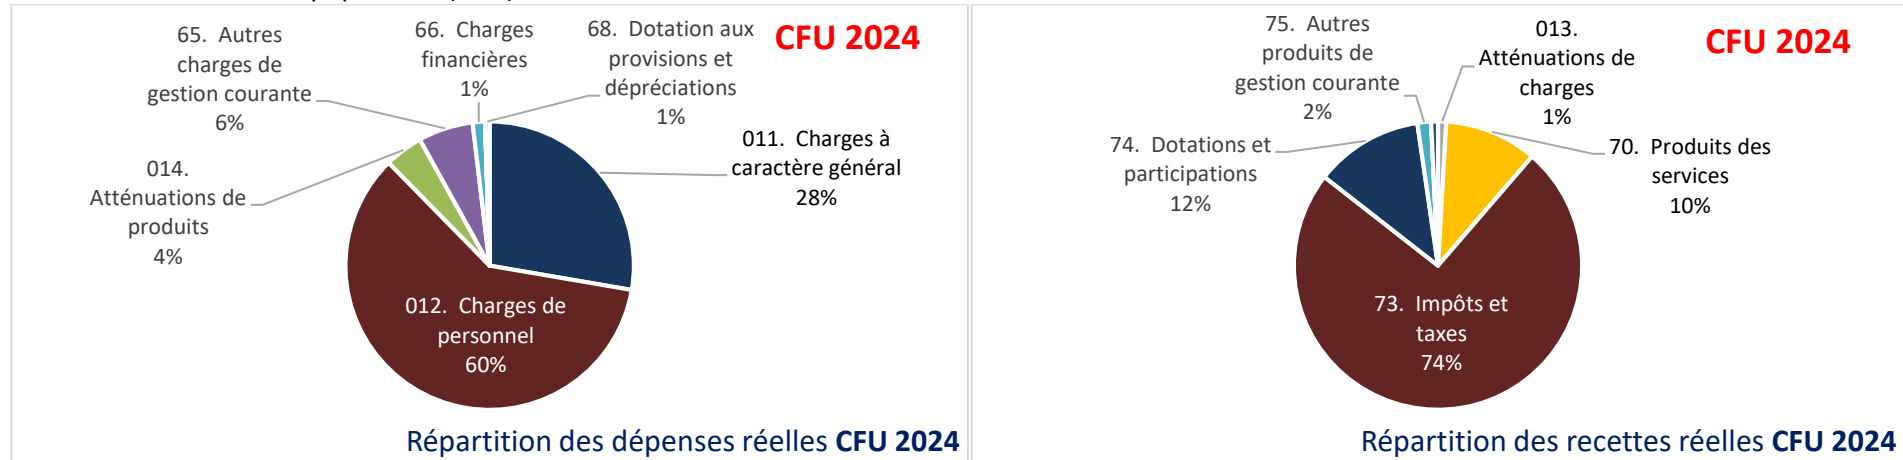 65. Autres
charges de
gestion courante
6%
66. Charges
financières
1%
68. Dotation aux
provisions et
dépréciations
1%
CFU 2024
011. Charges à
caractère général
28%
014.
Atténuations de
produits
4%
012. Charges de
personnel
60%
Répartition des dépenses réelles CFU 2024
75. Autres
produits de
gestion courante
2%
013.
Atténuations de
charges
1%
CFU 2024
74. Dotations et
participations
12%
70. Produits des
services
10%
73. Impôts et
taxes
74%
Répartition des recettes réelles CFU 2024